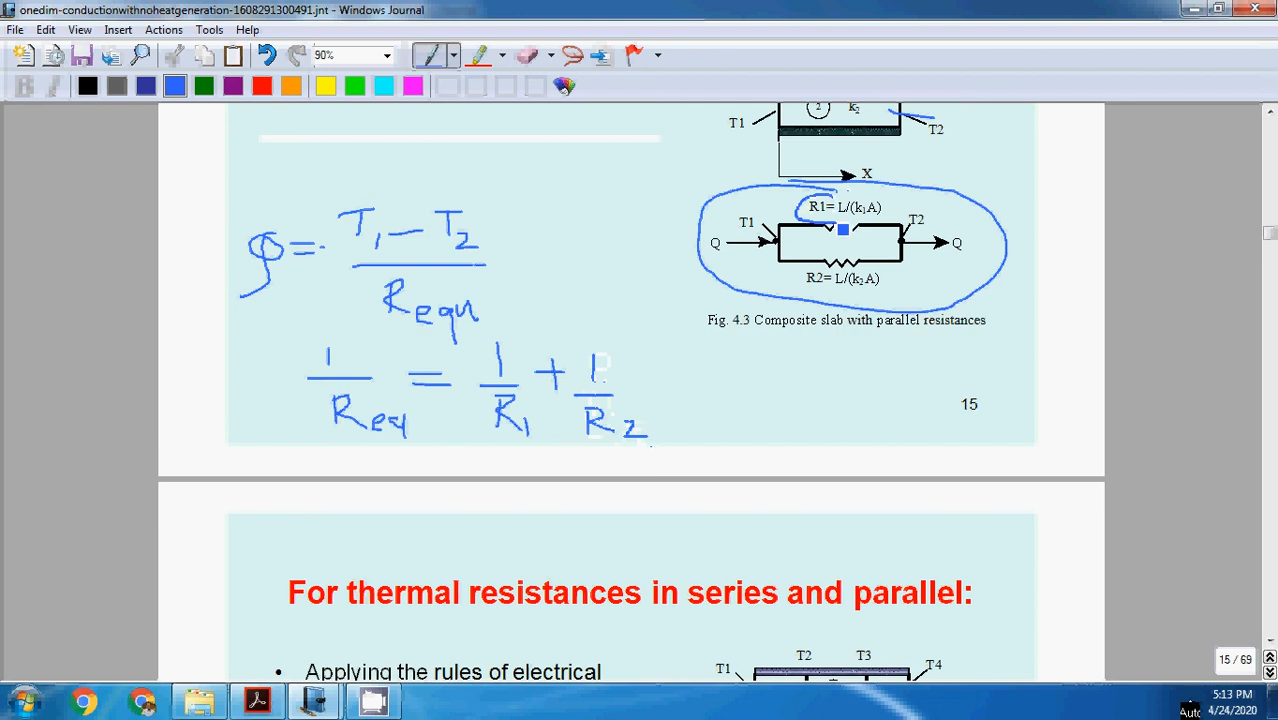 onedim-conductionwithnoheatgeneration-1608291300491.jnt - Windows Journal
File Edit View Insert Actions Tools Help
90%
2 k2
T1 T2
X
R1= L/(k1A)
T1 T2
Q Q
R2= L/(k2A)
Fig. 4.3 Composite slab with parallel resistances
Q = T1 - T2
Requ
1 = 1 + 1
Req R1 R2
15
For thermal resistances in series and parallel:
• Applying the rules of electrical
T1 T2 T3 T4
15 / 69
5:13 PM
Auto 4/24/2020